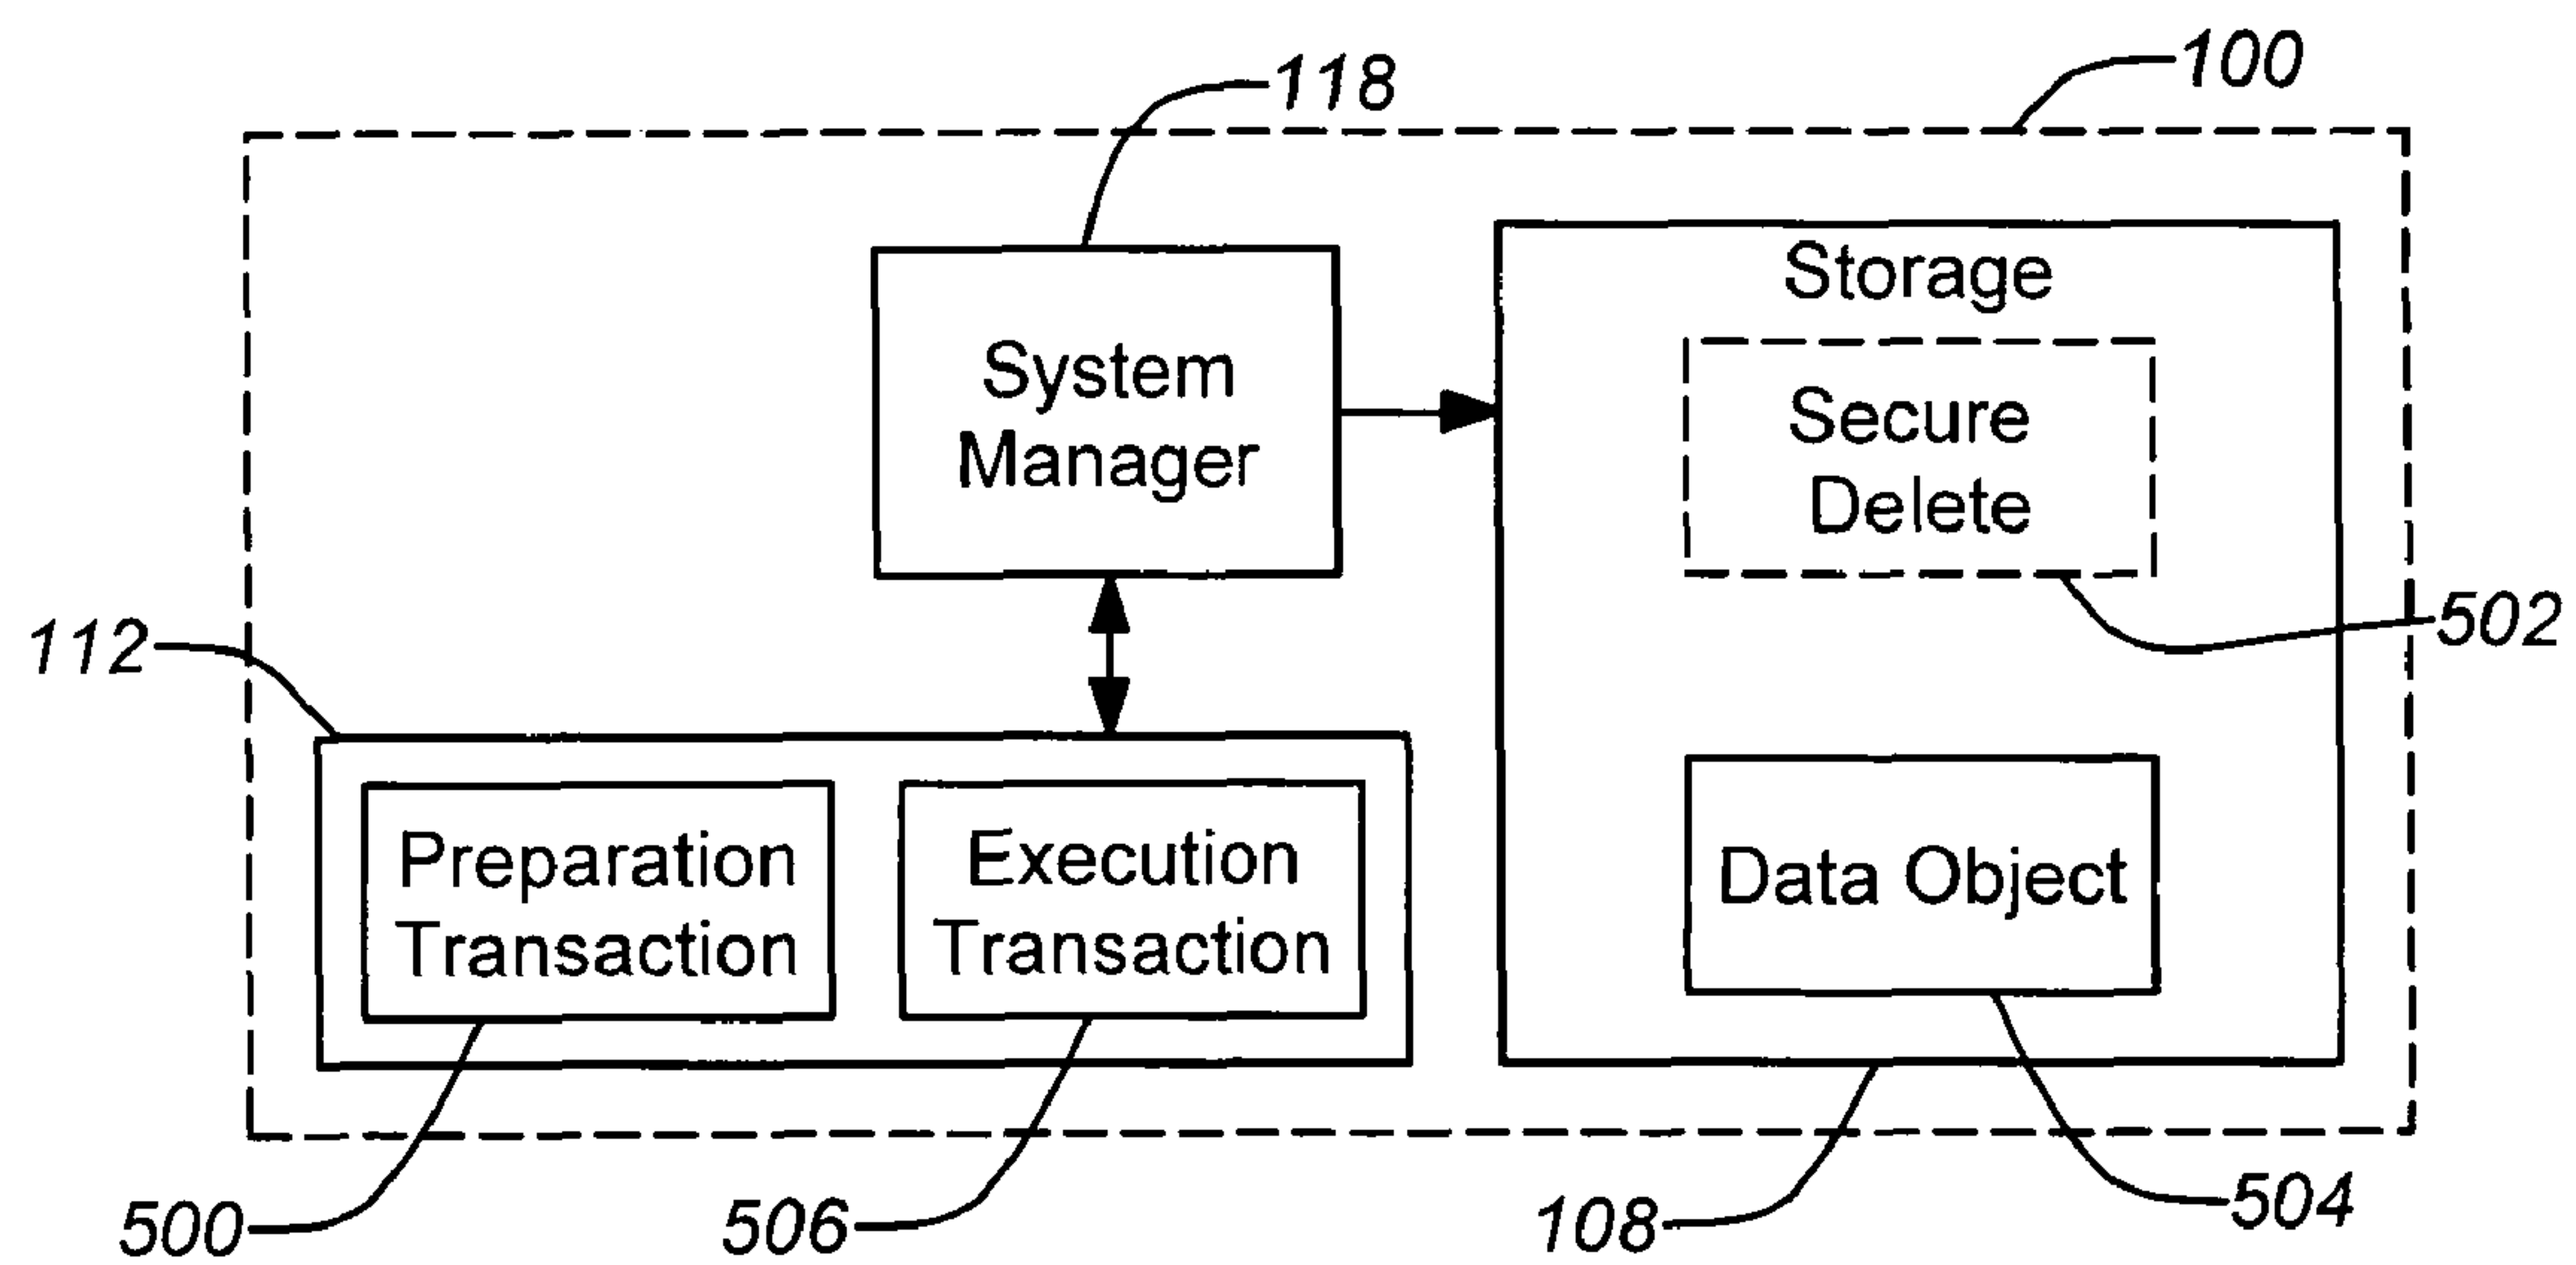 100
118
Storage
System
Manager
Secure
Delete
502
112
Preparation
Transaction
Execution
Transaction
Data Object
500
506
108
504